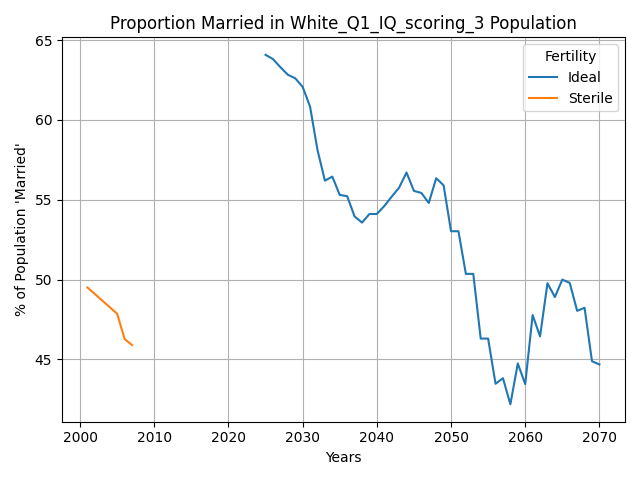 Proportion Married in White_Q1_IQ_scoring_3 Population
65
60
55
50
45
% of Population 'Married'
Fertility
Ideal
Sterile
2000 2010 2020 2030 2040 2050 2060 2070
Years